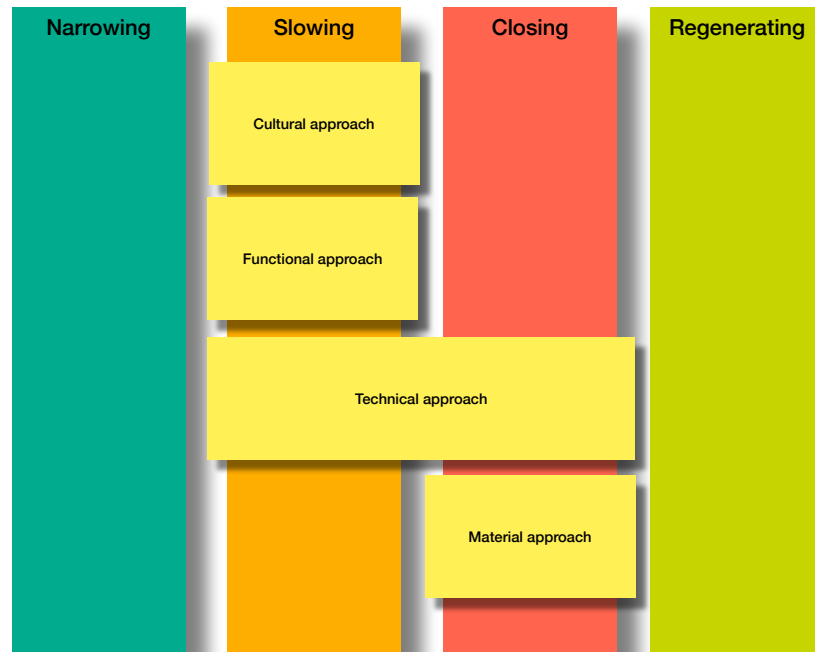 Narrowing
Slowing
Closing
Regenerating
Cultural approach
Functional approach
Technical approach
Material approach